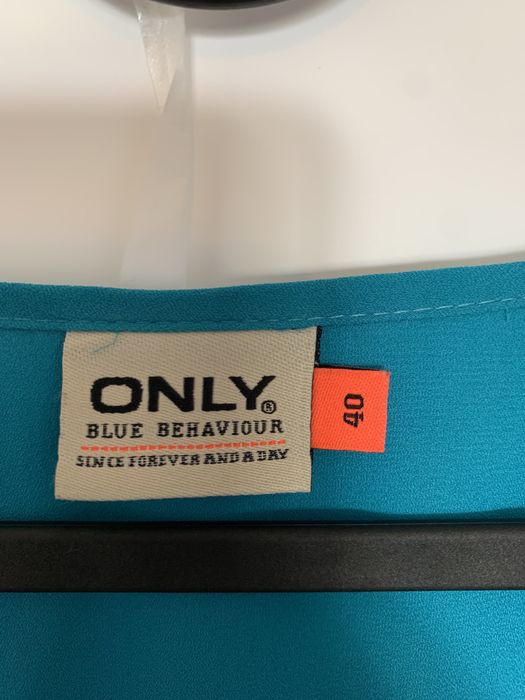 ONLY®
BLUE BEHAVIOUR
SINCE FOREVER AND A DAY
40